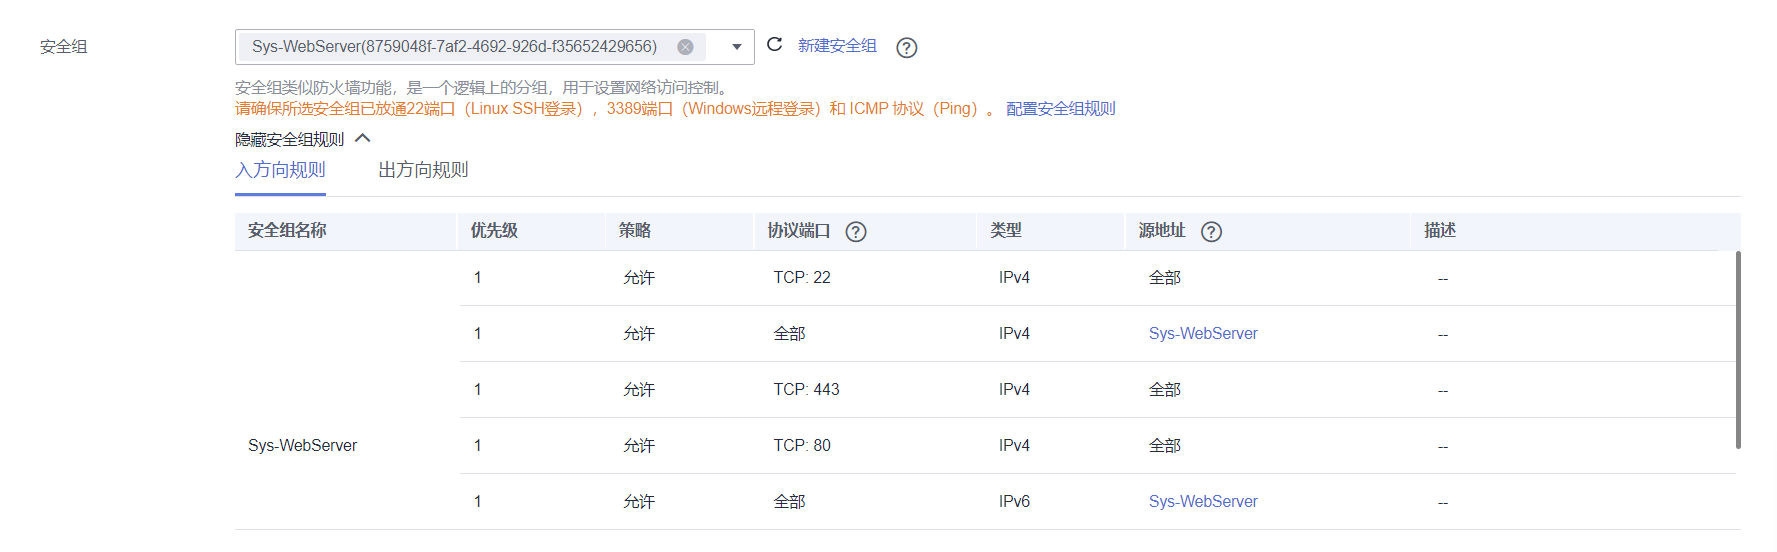 安全组
Sys-WebServer(8759048f-7af2-4692-926d-f35652429656)
新建安全组
安全组类似防火墙功能，是一个逻辑上的分组，用于设置网络访问控制。
请确保所选安全组已放通22端口（Linux SSH登录），3389端口（Windows远程登录）和 ICMP 协议（Ping）。 配置安全组规则
隐藏安全组规则
入方向规则 出方向规则
安全组名称 优先级 策略 协议端口 类型 源地址 描述
1 允许 TCP: 22 IPv4 全部 --
1 允许 全部 IPv4 Sys-WebServer --
1 允许 TCP: 443 IPv4 全部 --
Sys-WebServer 1 允许 TCP: 80 IPv4 全部 --
1 允许 全部 IPv6 Sys-WebServer --